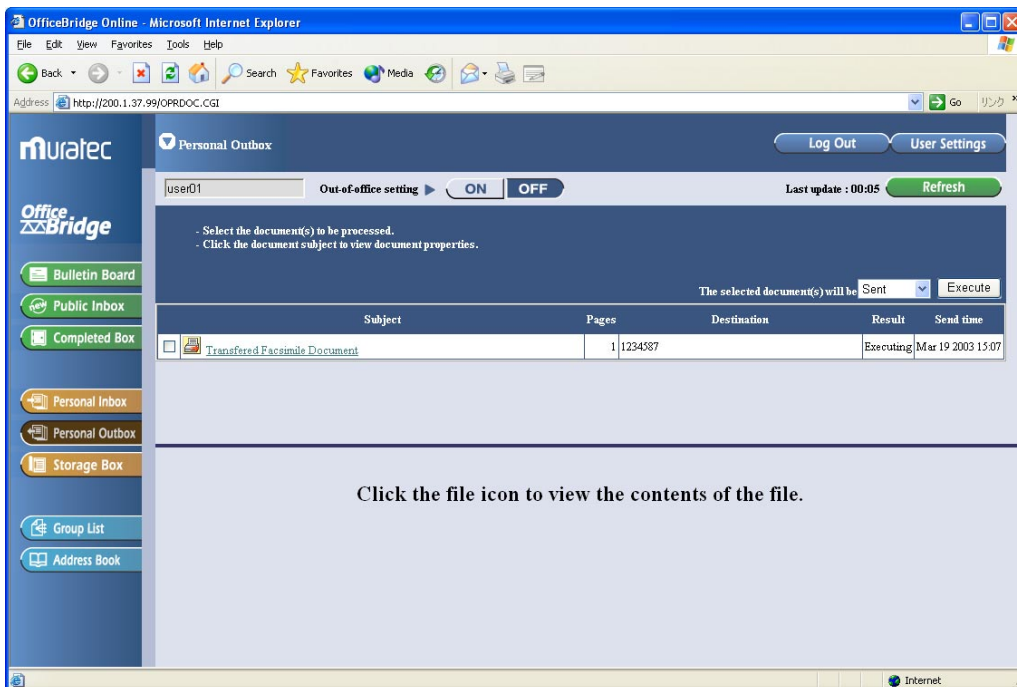 OfficeBridge Online - Microsoft Internet Explorer
File Edit View Favorites Tools Help
Back Search Favorites Media
Address http://200.1.37.99/OPRDOC.CGI Go リンク »
muratec
Personal Outbox Log Out User Settings
user01 Out-of-office setting ON OFF Last update : 00:05 Refresh
Office
Bridge
- Select the document(s) to be processed.
- Click the document subject to view document properties.
Bulletin Board
The selected document(s) will be Sent Execute
Public Inbox
Subject Pages Destination Result Send time
Completed Box
Transfered Facsimile Document 1 1234587 Executing Mar 19 2003 15:07
Personal Inbox
Personal Outbox
Storage Box
Click the file icon to view the contents of the file.
Group List
Address Book
Internet